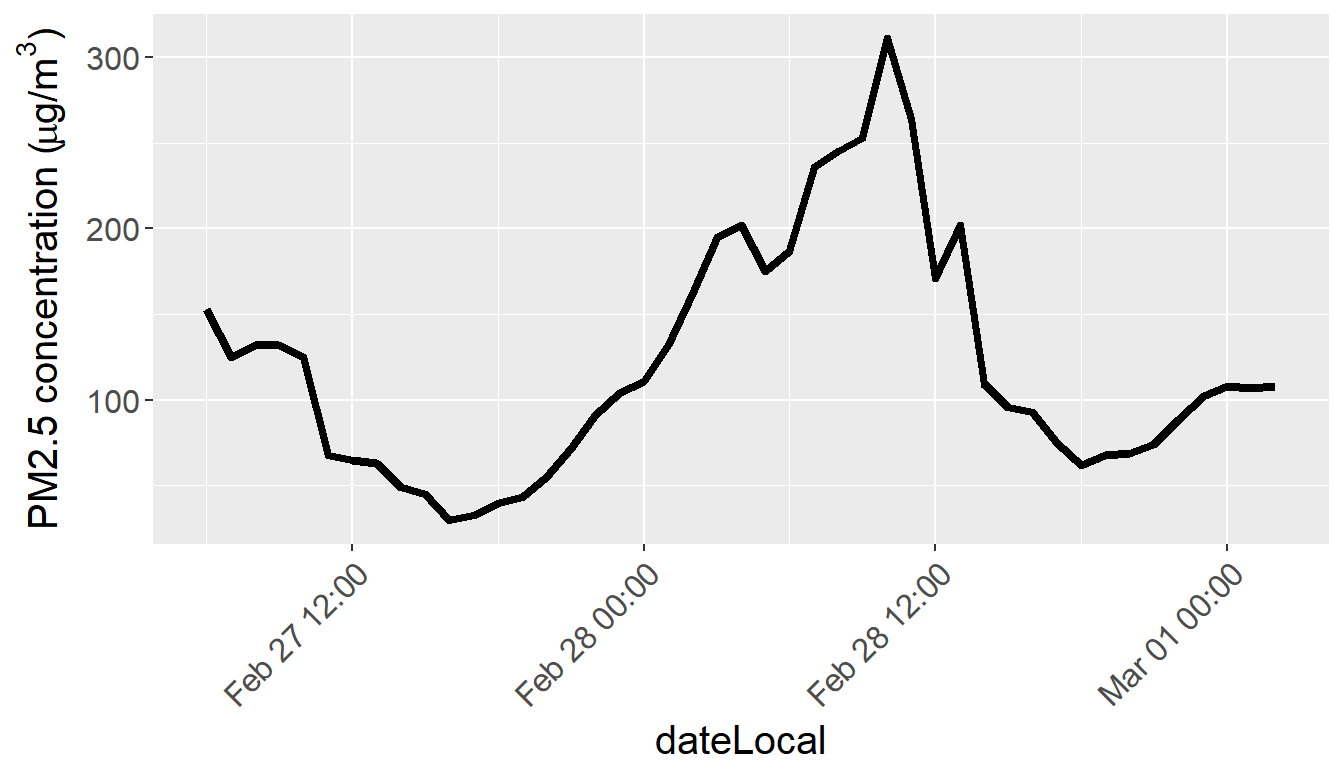 PM2.5 concentration (μg/m³)
300
200
100
Feb 27 12:00
Feb 28 00:00
Feb 28 12:00
Mar 01 00:00
dateLocal